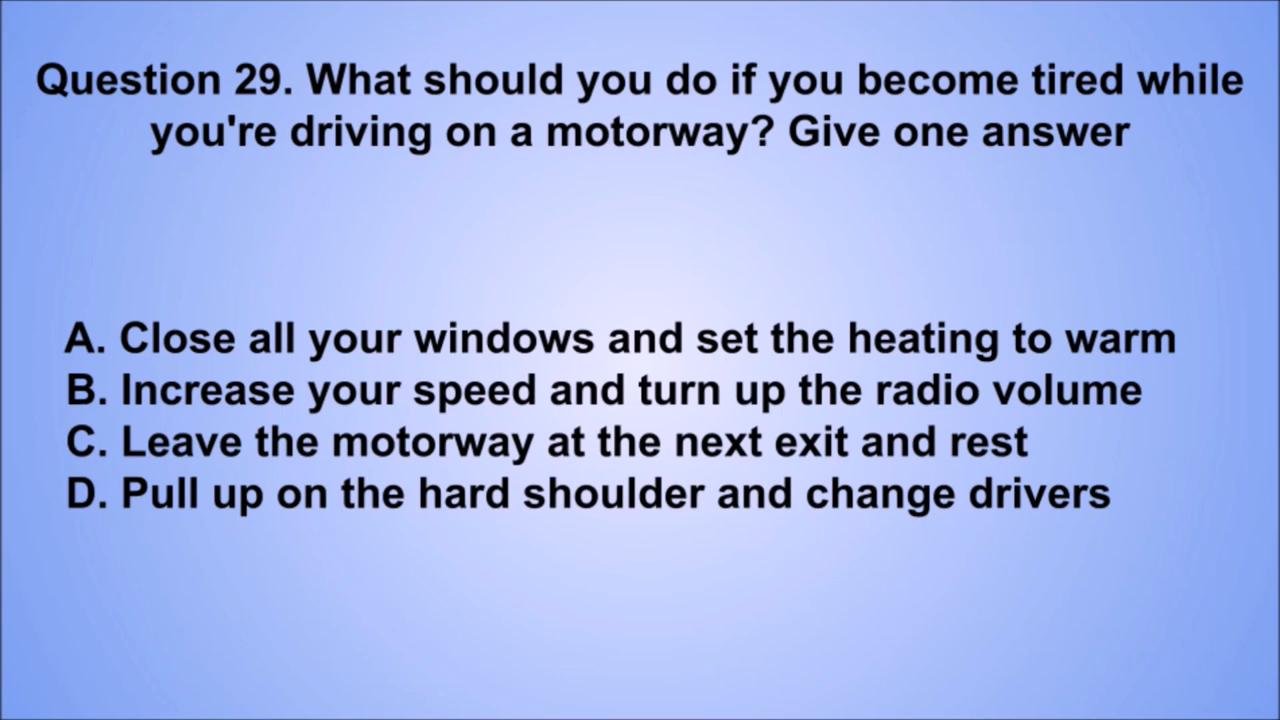 Question 29. What should you do if you become tired while
you're driving on a motorway? Give one answer
A. Close all your windows and set the heating to warm
B. Increase your speed and turn up the radio volume
C. Leave the motorway at the next exit and rest
D. Pull up on the hard shoulder and change drivers